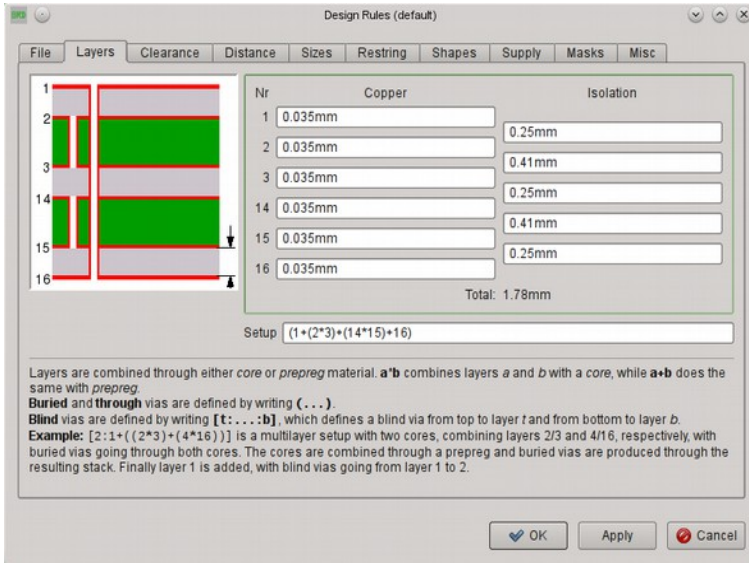 Design Rules (default)
File Layers Clearance Distance Sizes Restring Shapes Supply Masks Misc
1
2
3
14
15
16
Nr Copper Isolation
1 0.035mm
0.25mm
2 0.035mm
0.41mm
3 0.035mm
0.25mm
14 0.035mm
0.41mm
15 0.035mm
0.25mm
16 0.035mm
Total: 1.78mm
Setup (1+(2*3)+(14*15)+16)
Layers are combined through either core or prepreg material. a*b combines layers a and b with a core, while a+b does the
same with prepreg.
Buried and through vias are defined by writing (...).
Blind vias are defined by writing [t:...:b], which defines a blind via from top to layer t and from bottom to layer b.
Example: [2:1+((2*3)+(4*16))] is a multilayer setup with two cores, combining layers 2/3 and 4/16, respectively, with
buried vias going through both cores. The cores are combined through a prepreg and buried vias are produced through the
resulting stack. Finally layer 1 is added, with blind vias going from layer 1 to 2.
OK Apply Cancel